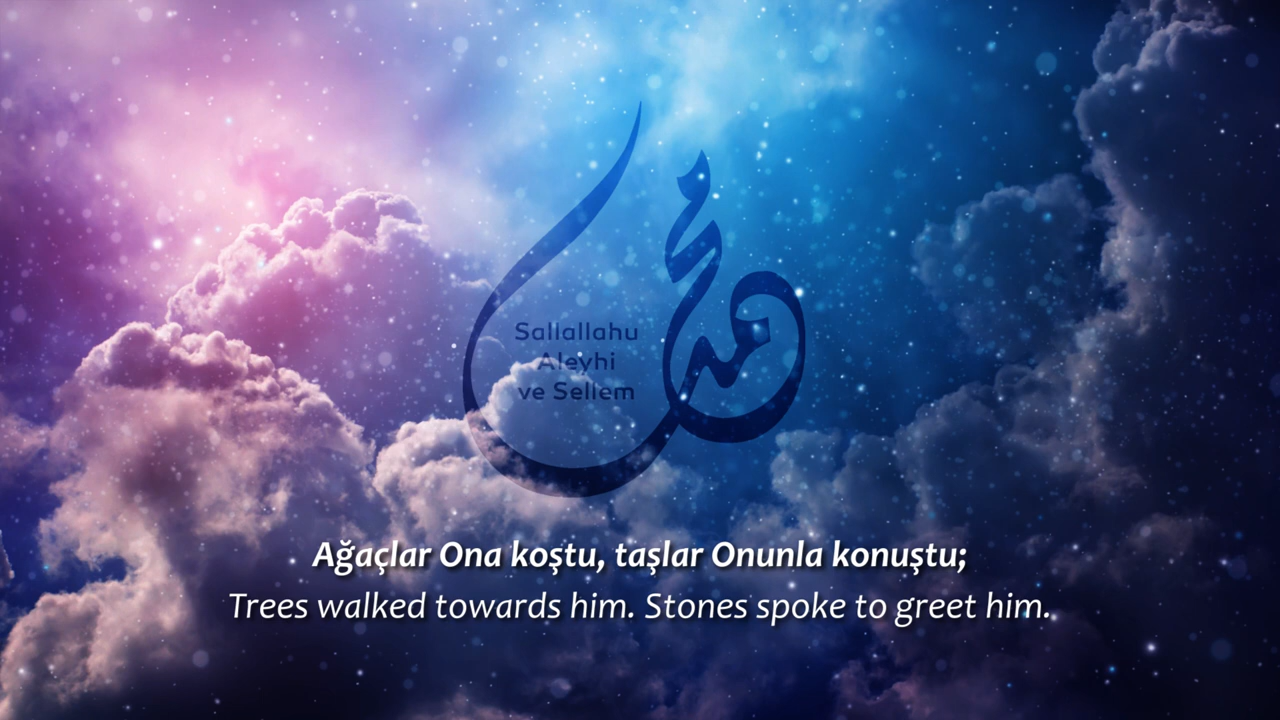 محمد
Sallallahu
Aleyhi
ve Sellem
Ağaçlar Ona koştu, taşlar Onunla konuştu;
Trees walked towards him. Stones spoke to greet him.